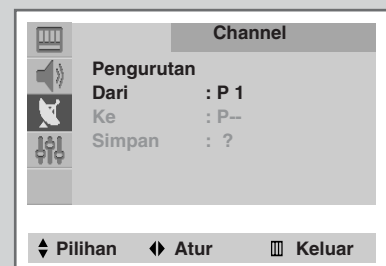 Channel
Pengurutan
Dari : P 1
Ke : P--
Simpan : ?
Pilihan Atur Keluar